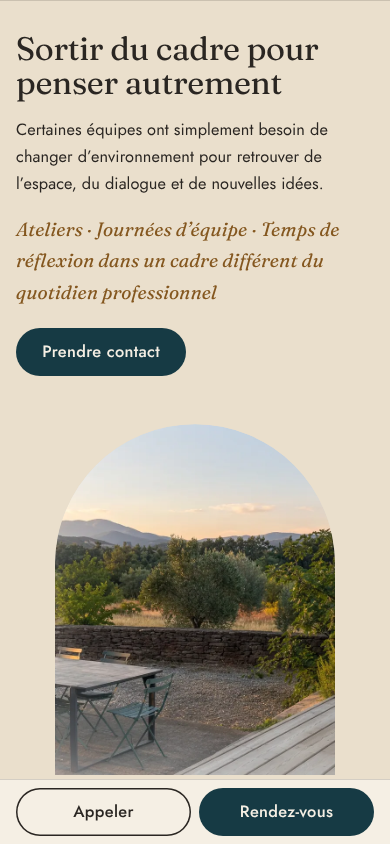 Sortir du cadre pour
penser autrement
Certaines équipes ont simplement besoin de
changer d’environnement pour retrouver de
l’espace, du dialogue et de nouvelles idées.
Ateliers · Journées d’équipe · Temps de
réflexion dans un cadre différent du
quotidien professionnel
Prendre contact
Appeler
Rendez-vous